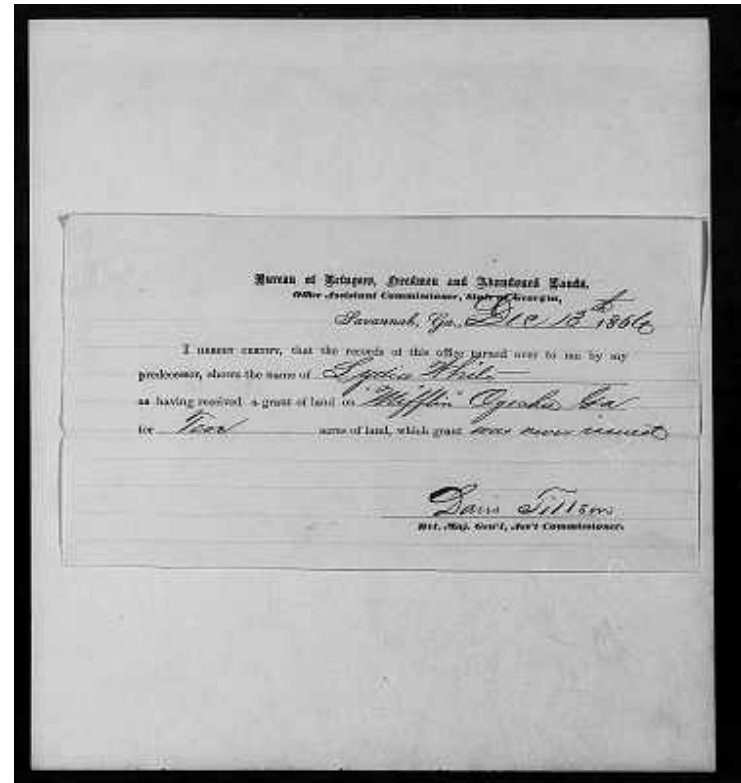 Bureau of Refugees, Freedmen and Abandoned Lands.
Office Assistant Commissioner, State of Georgia,
Savannah, Ga., Dec 13th 1866
I HEREBY CERTIFY, that the records of this office turned over to me by my
predecessor, shows the name of Lydia White
as having received a grant of land on "Mifflin" Ogeechee Ga
for acres of land, which grant was never issued
Davis Tillson
Bvt. Maj. Gen'l, Ass't Commissioner.